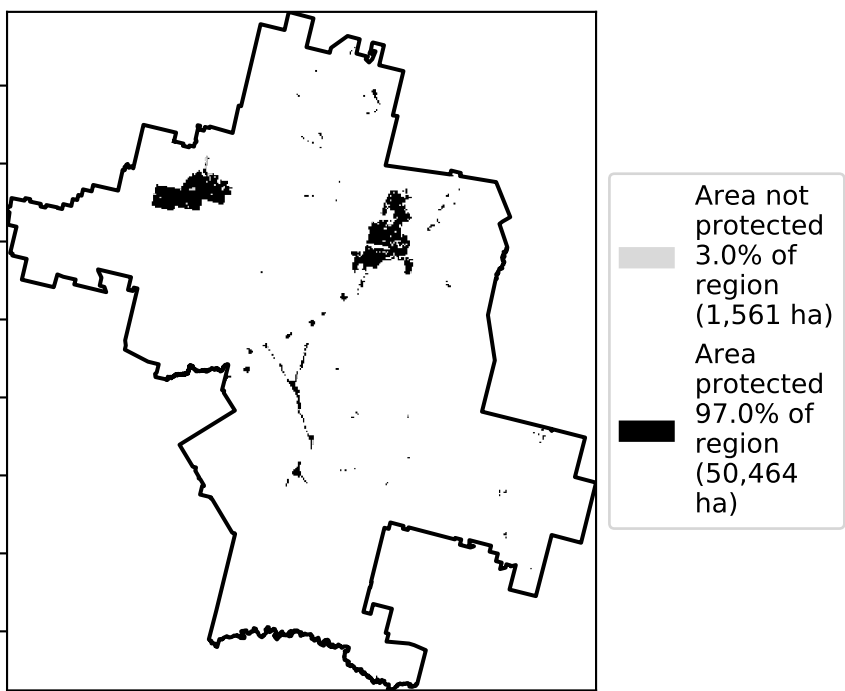 Area not
protected
3.0% of
region
(1,561 ha)
Area
protected
97.0% of
region
(50,464
ha)